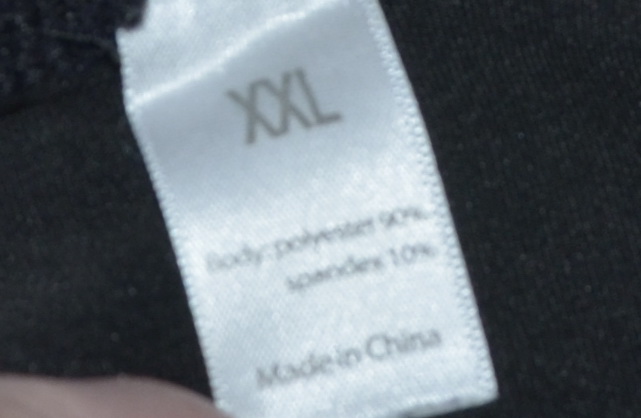 XXL
Body: polyester 90%
spandex 10%
Made in China